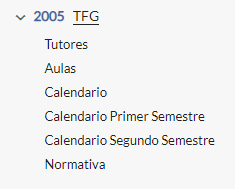 2005 TFG
Tutores
Aulas
Calendario
Calendario Primer Semestre
Calendario Segundo Semestre
Normativa